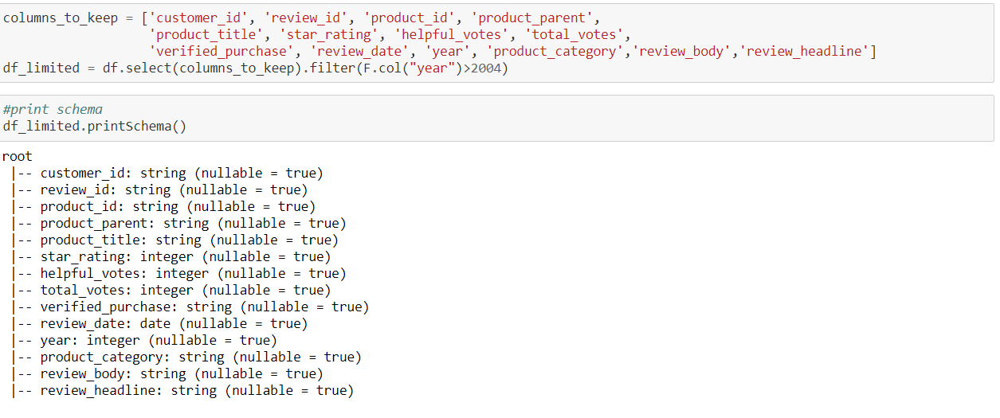 columns_to_keep = ['customer_id', 'review_id', 'product_id', 'product_parent',
                   'product_title', 'star_rating', 'helpful_votes', 'total_votes',
                   'verified_purchase', 'review_date', 'year', 'product_category','review_body','review_headline']
df_limited = df.select(columns_to_keep).filter(F.col("year")>2004)
#print schema
df_limited.printSchema()
root
 |-- customer_id: string (nullable = true)
 |-- review_id: string (nullable = true)
 |-- product_id: string (nullable = true)
 |-- product_parent: string (nullable = true)
 |-- product_title: string (nullable = true)
 |-- star_rating: integer (nullable = true)
 |-- helpful_votes: integer (nullable = true)
 |-- total_votes: integer (nullable = true)
 |-- verified_purchase: string (nullable = true)
 |-- review_date: date (nullable = true)
 |-- year: integer (nullable = true)
 |-- product_category: string (nullable = true)
 |-- review_body: string (nullable = true)
 |-- review_headline: string (nullable = true)